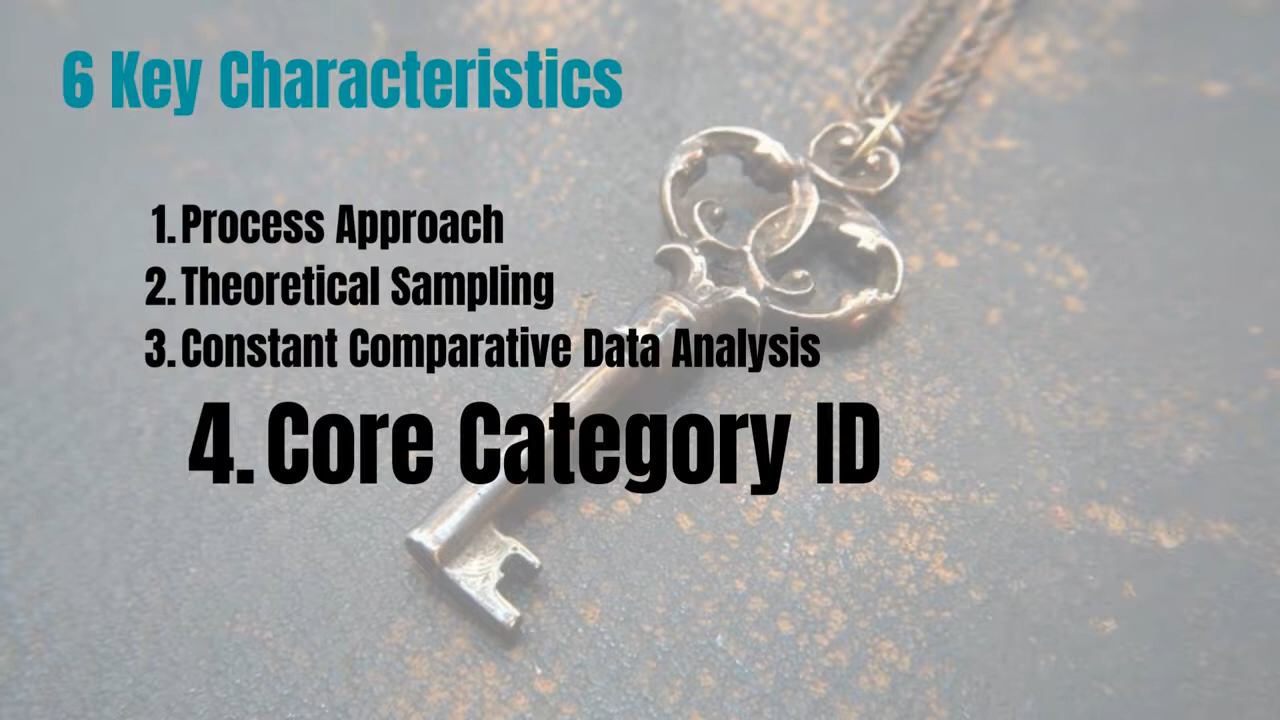 6 Key Characteristics
1. Process Approach
2. Theoretical Sampling
3. Constant Comparative Data Analysis
4. Core Category ID